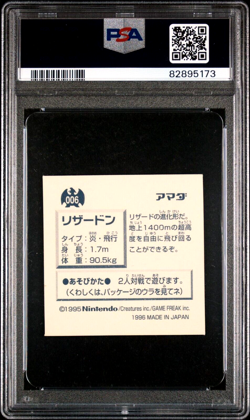 PSA
82895173
006
アマダ
リザードン
タイプ：炎・飛行
身長：1.7m
体重：90.5kg
リザードの進化形だ。
地上1400mの超高
度を自由に飛び回る
ことができるぞ。
●あそびかた● 2人対戦で遊びます。
(くわしくは、パッケージのウラを見てネ)
©1995 Nintendo/Creatures inc./GAME FREAK inc.
1996 MADE IN JAPAN